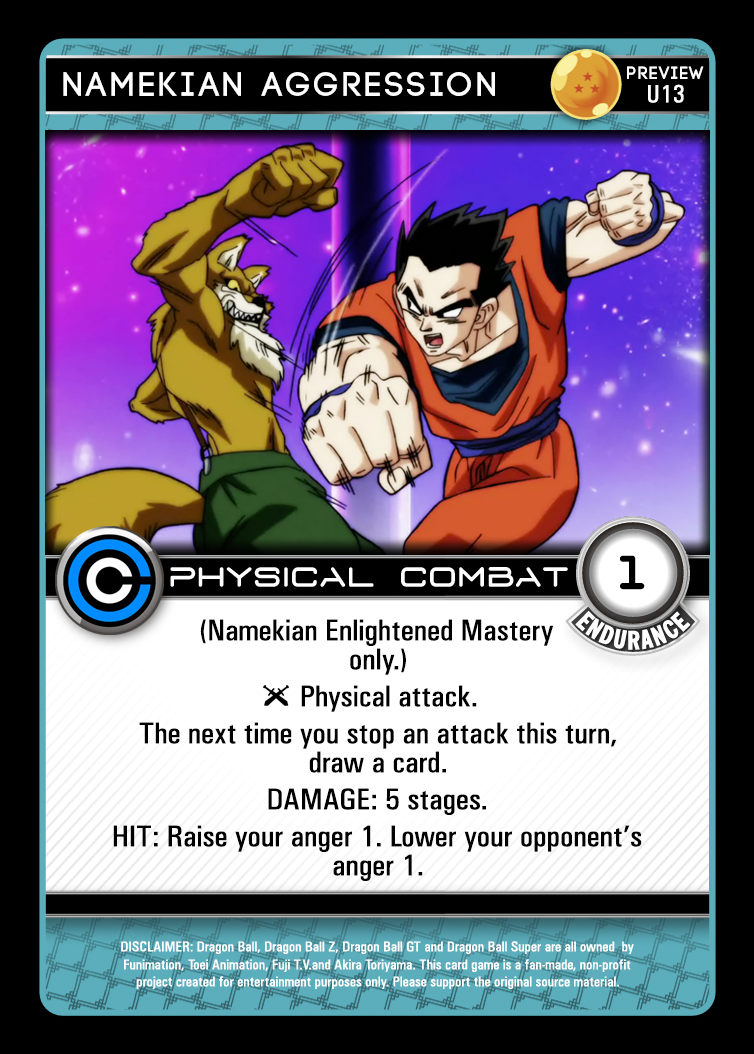 NAMEKIAN AGGRESSION
PREVIEW
U13
PHYSICAL COMBAT
1
ENDURANCE
(Namekian Enlightened Mastery
only.)
Physical attack.
The next time you stop an attack this turn,
draw a card.
DAMAGE: 5 stages.
HIT: Raise your anger 1. Lower your opponent's
anger 1.
DISCLAIMER: Dragon Ball, Dragon Ball Z, Dragon Ball GT and Dragon Ball Super are all owned by
Funimation, Toei Animation, Fuji T.V.and Akira Toriyama. This card game is a fan-made, non-profit
project created for entertainment purposes only. Please support the original source material.